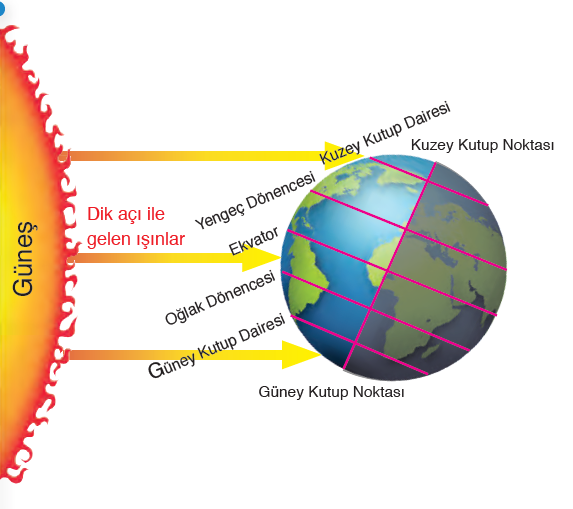 Güneş
Dik açı ile
gelen ışınlar
Kuzey Kutup Dairesi
Kuzey Kutup Noktası
Yengeç Dönencesi
Ekvator
Oğlak Dönencesi
Güney Kutup Dairesi
Güney Kutup Noktası